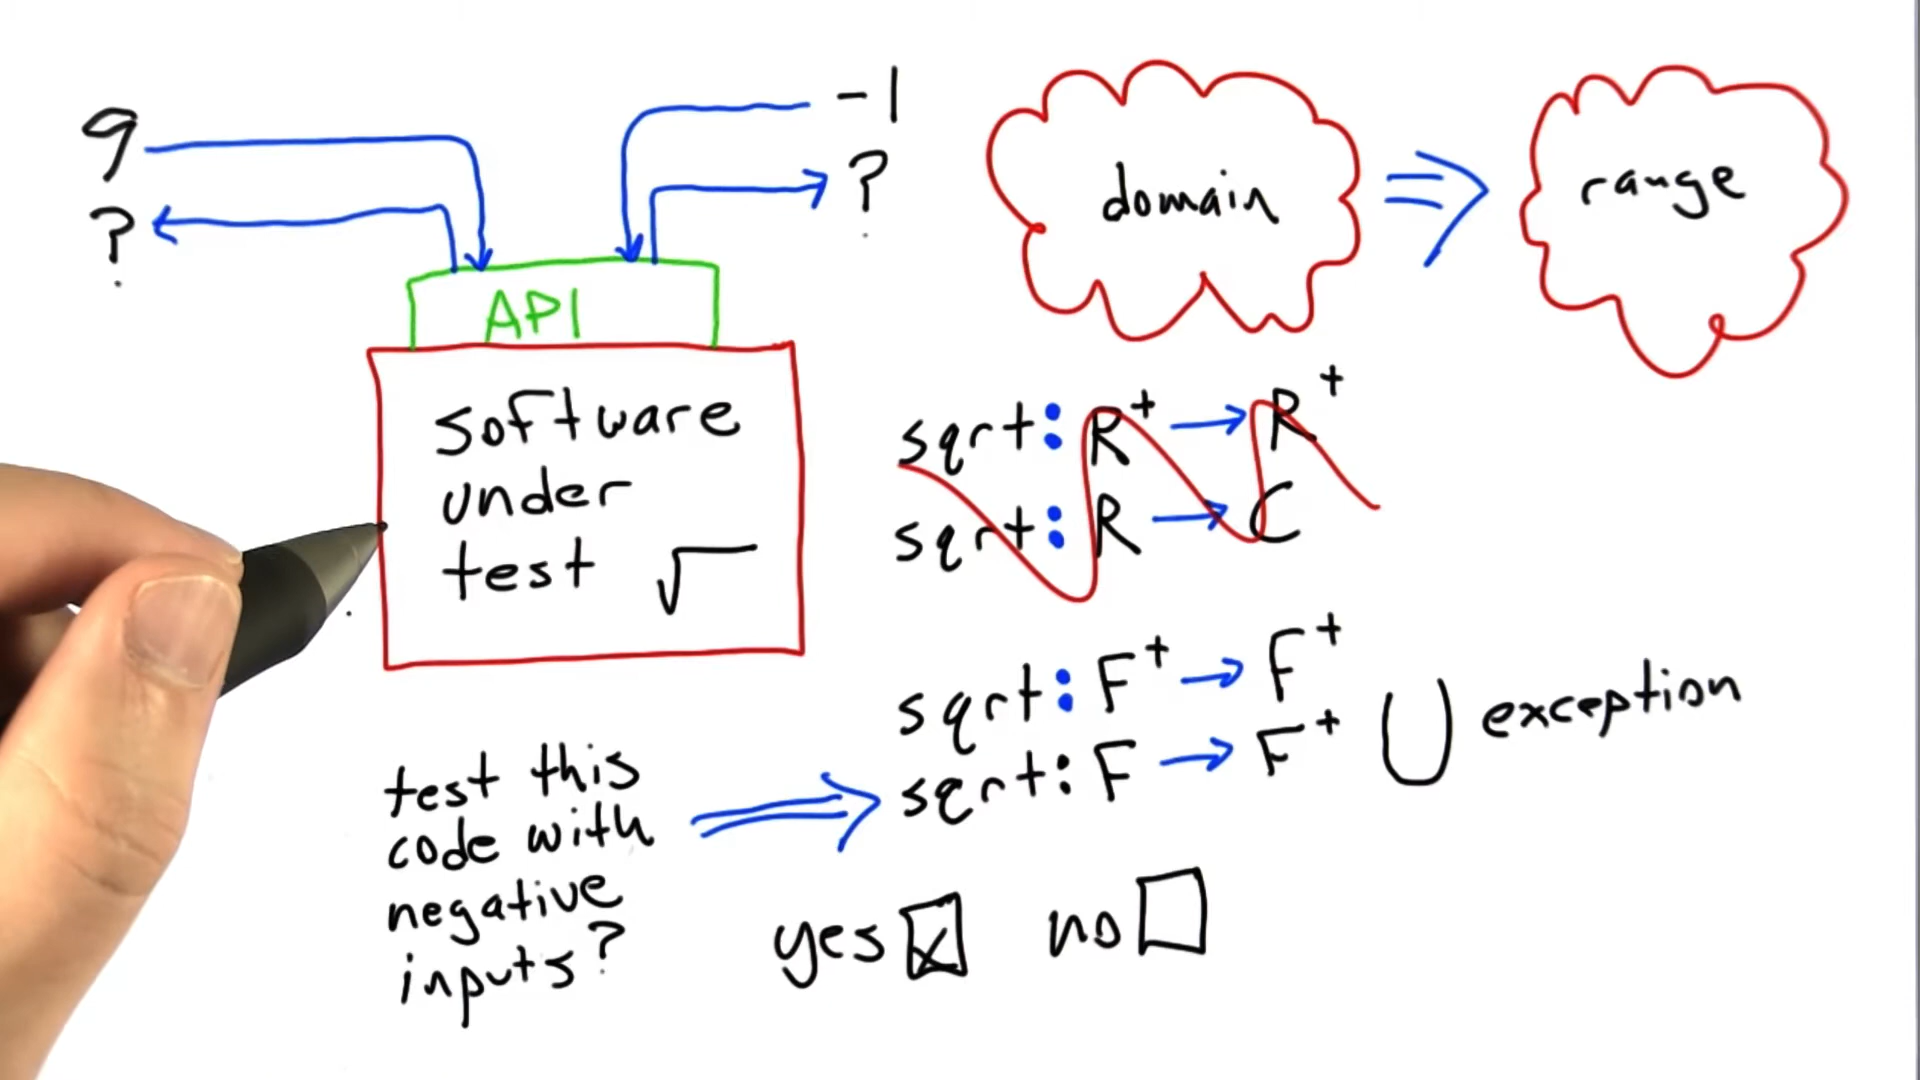 9
?
-1
?
API
software
under
test √
domain ⇒ range
sqrt: R+ → R+
sqrt: R → C
sqrt: F+ → F+
sqrt: F → F+ ∪ exception
test this
code with
negative
inputs?
yes ☒ no ☐